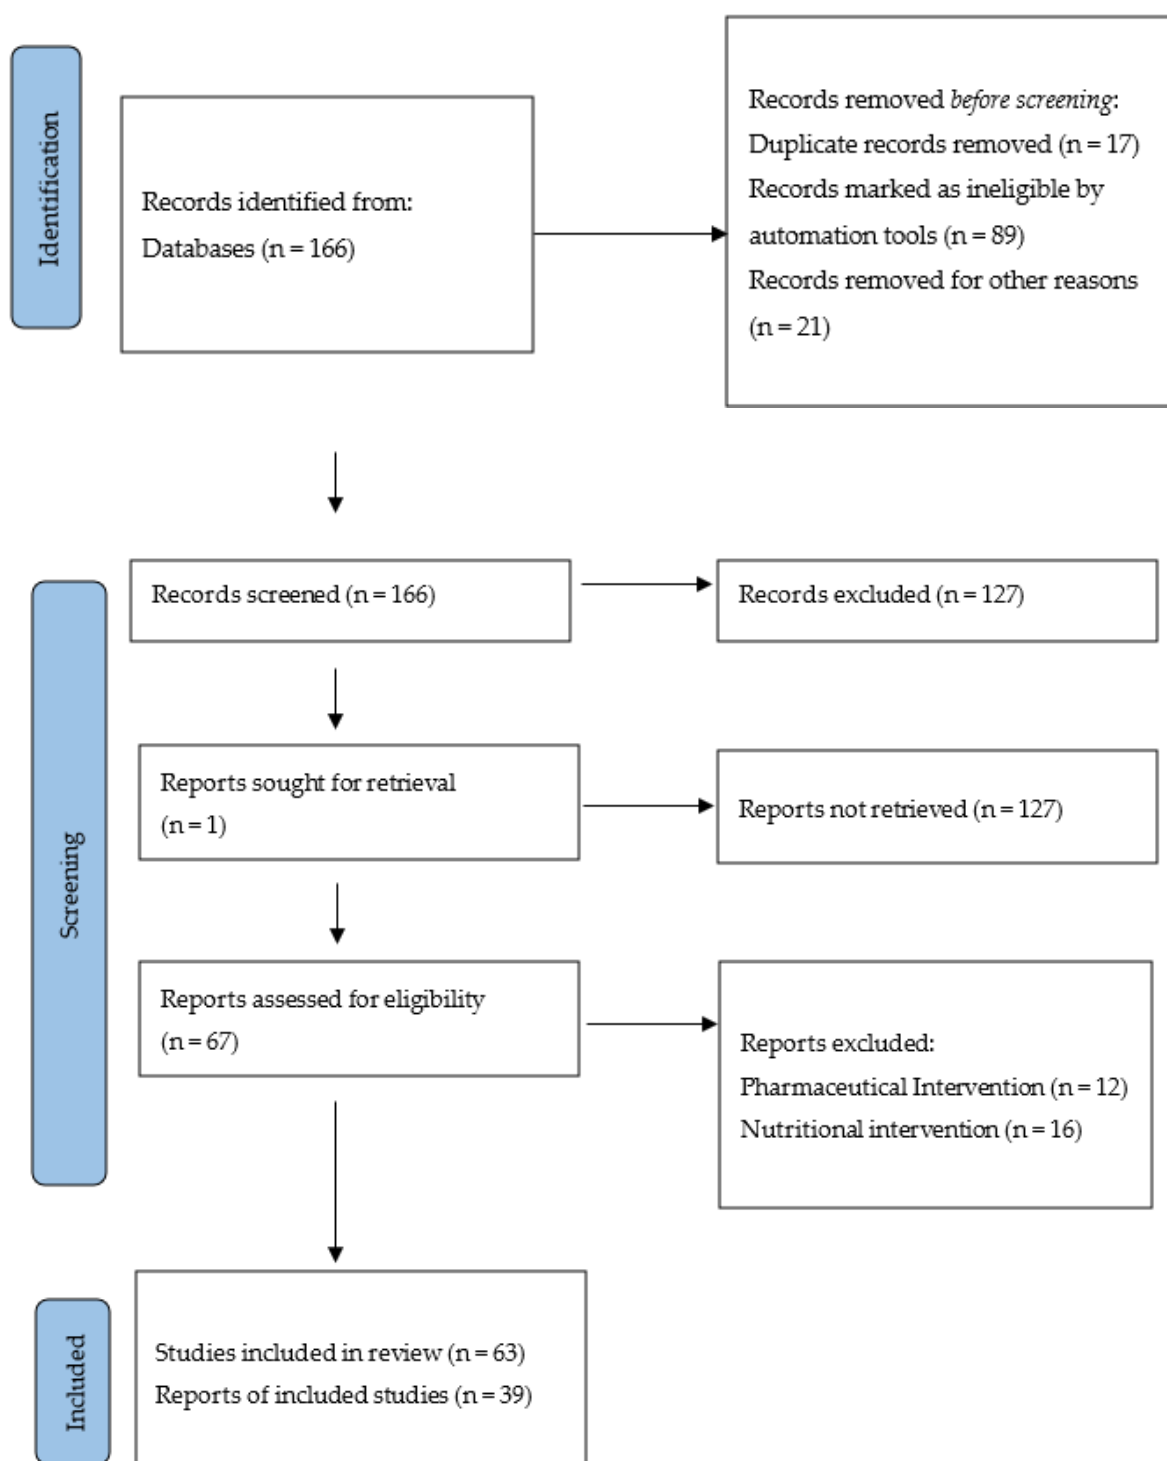 Identification
Records identified from:
Databases (n = 166)
Records removed before screening:
Duplicate records removed (n = 17)
Records marked as ineligible by
automation tools (n = 89)
Records removed for other reasons
(n = 21)
Screening
Records screened (n = 166)
Records excluded (n = 127)
Reports sought for retrieval
(n = 1)
Reports not retrieved (n = 127)
Reports assessed for eligibility
(n = 67)
Reports excluded:
Pharmaceutical Intervention (n = 12)
Nutritional intervention (n = 16)
Included
Studies included in review (n = 63)
Reports of included studies (n = 39)